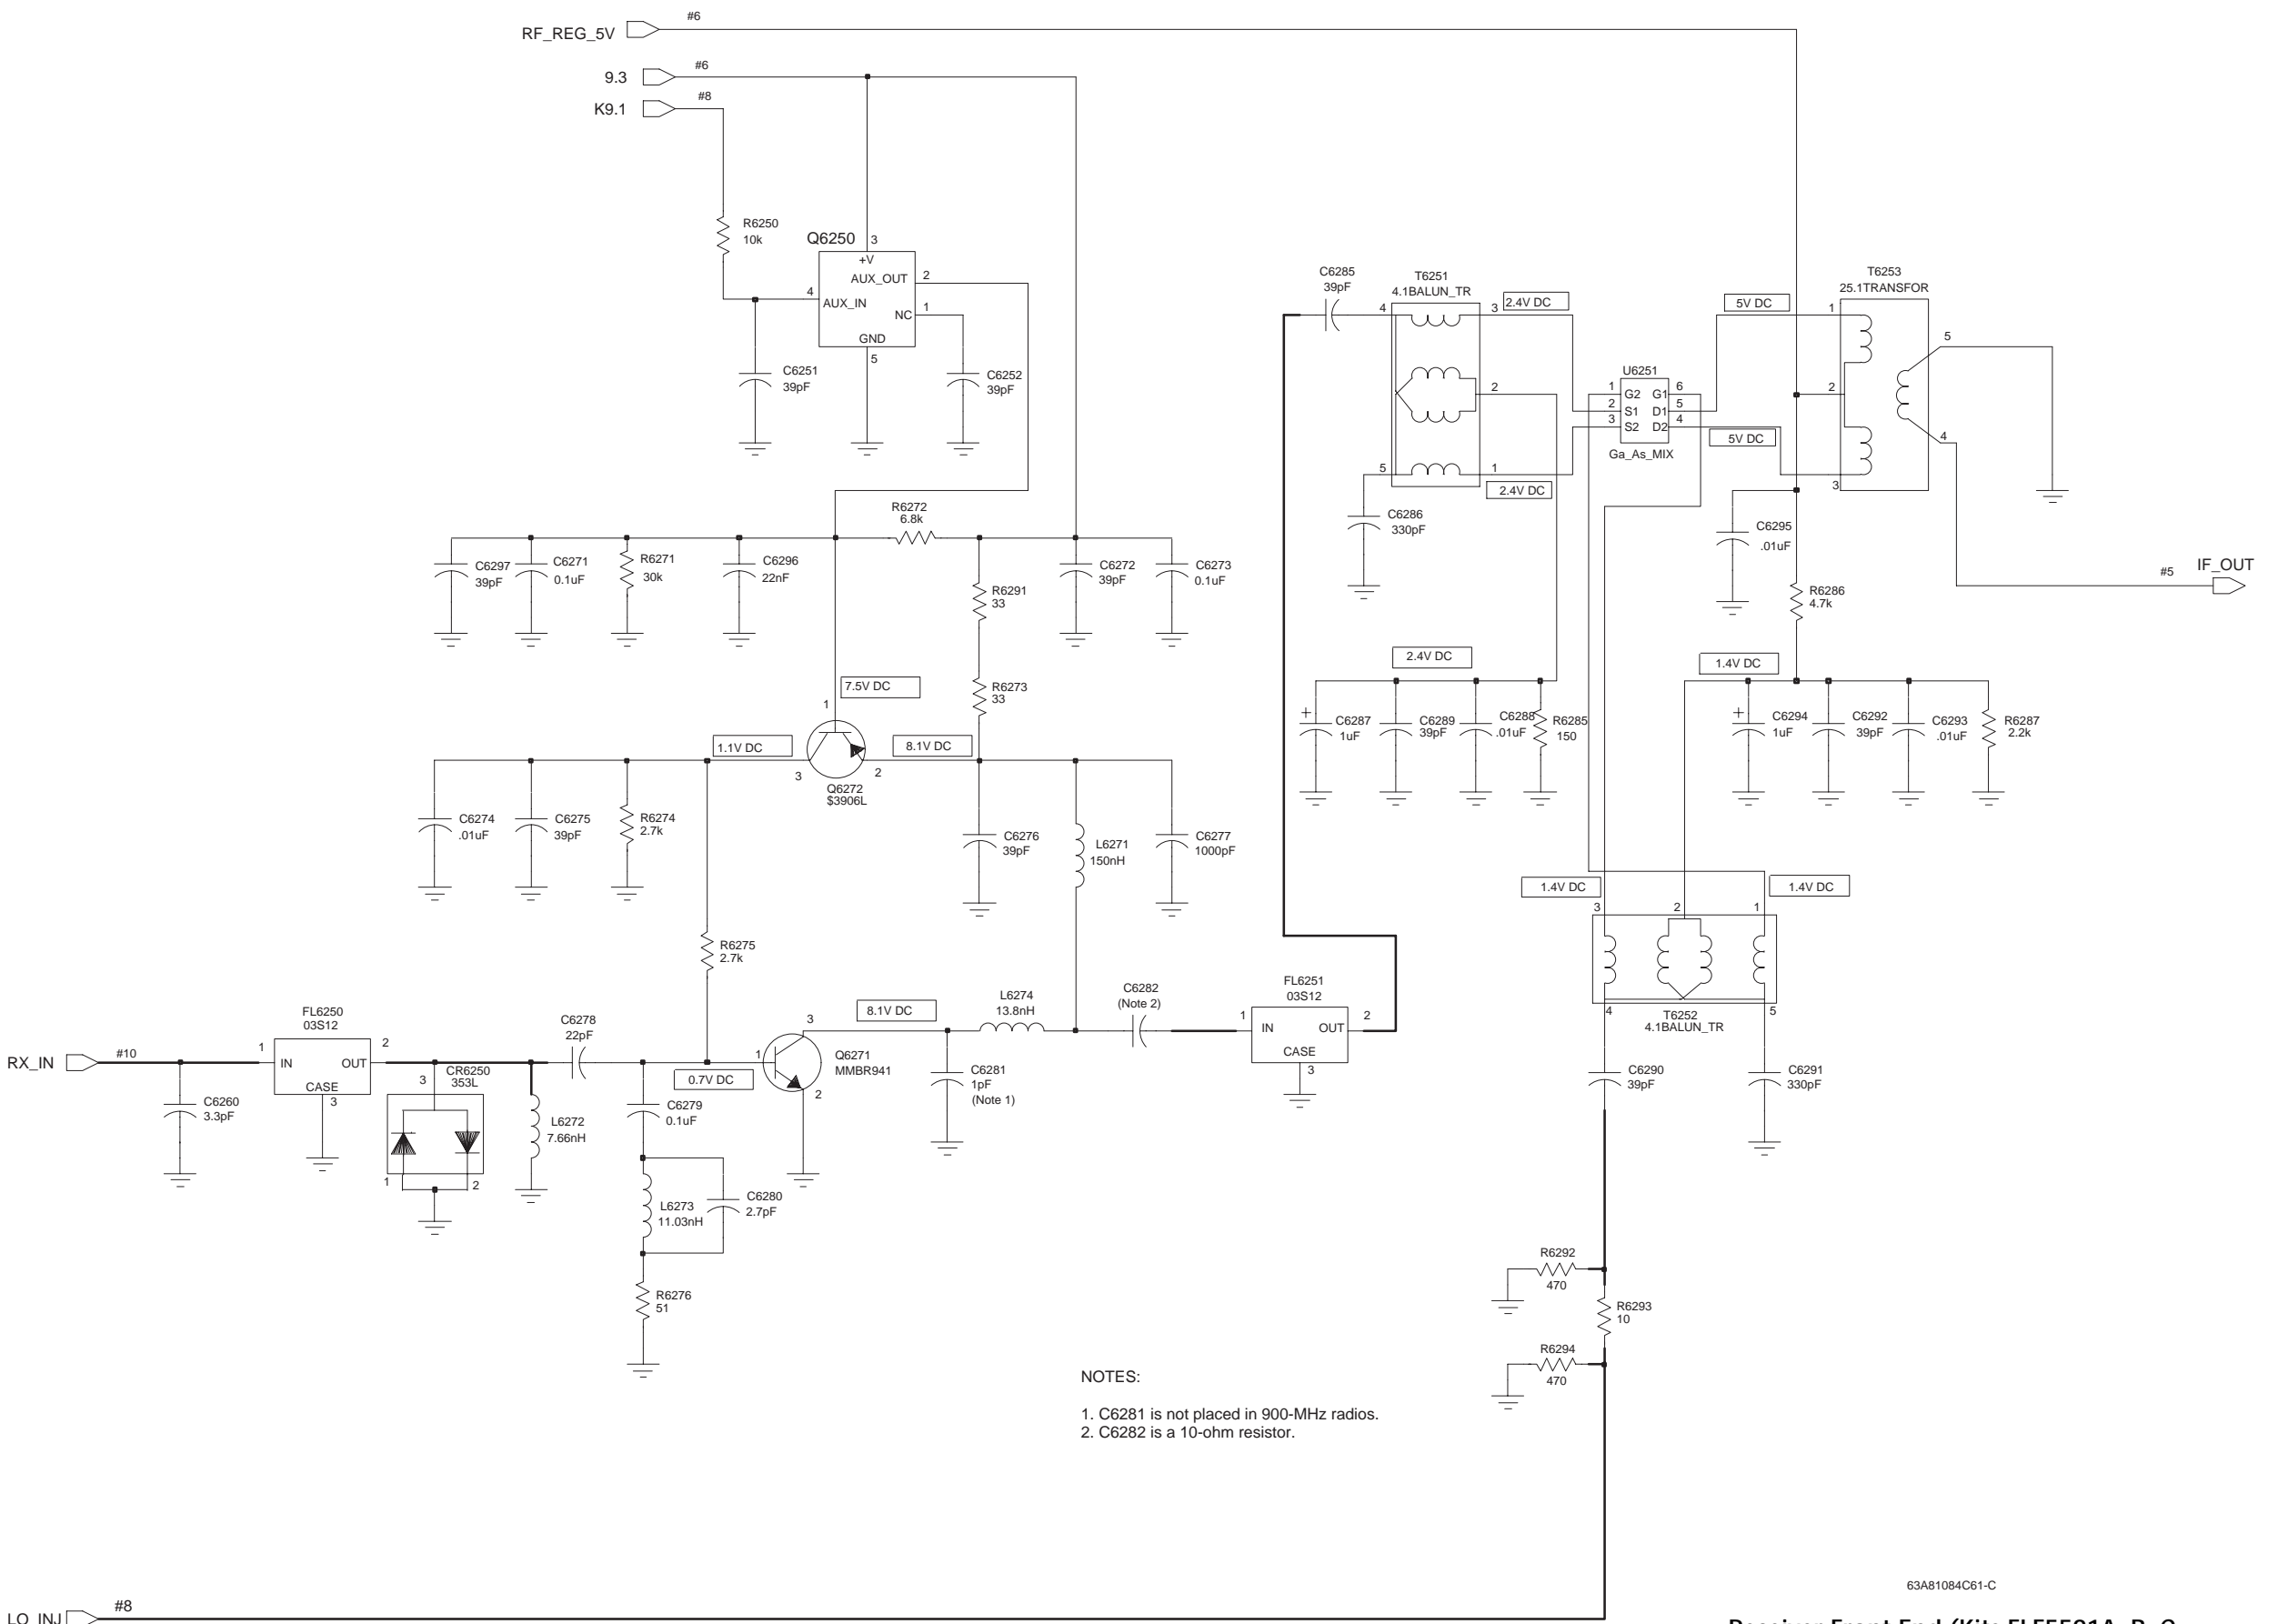 RF_REG_5V
#6
9.3
#6
K9.1
#8
R6250
10k
Q6250
3
+V
AUX_OUT
2
4
AUX_IN
1
NC
GND
5
C6251
39pF
C6252
39pF
C6285
39pF
T6251
4.1BALUN_TR
4
3
2.4V DC
2
5
1
2.4V DC
C6286
330pF
U6251
1
G2
G1
6
2
S1
D1
5
3
S2
D2
4
Ga_As_MIX
5V DC
5V DC
T6253
25.1TRANSFOR
1
5
2
4
3
C6295
.01uF
R6286
4.7k
#5
IF_OUT
R6272
6.8k
C6297
39pF
C6271
0.1uF
R6271
30k
C6296
22nF
R6291
33
C6272
39pF
C6273
0.1uF
R6273
33
7.5V DC
1
1.1V DC
8.1V DC
3
2
Q6272
$3906L
2.4V DC
C6287
+
1uF
C6289
39pF
C6288
.01uF
R6285
150
1.4V DC
C6294
+
1uF
C6292
39pF
C6293
.01uF
R6287
2.2k
C6274
.01uF
C6275
39pF
R6274
2.7k
C6276
39pF
L6271
150nH
C6277
1000pF
R6275
2.7k
1.4V DC
1.4V DC
3
2
1
4
5
T6252
4.1BALUN_TR
C6290
39pF
C6291
330pF
RX_IN
#10
C6260
3.3pF
FL6250
03S12
1
IN
OUT
2
CASE
3
CR6250
353L
3
1
2
L6272
7.66nH
C6278
22pF
C6279
0.1uF
0.7V DC
1
3
2
Q6271
MMBR941
8.1V DC
L6274
13.8nH
C6281
1pF
(Note 1)
C6282
(Note 2)
FL6251
03S12
1
IN
OUT
2
CASE
3
L6273
11.03nH
C6280
2.7pF
R6276
51
R6292
470
R6293
10
R6294
470
NOTES:
1. C6281 is not placed in 900-MHz radios.
2. C6282 is a 10-ohm resistor.
63A81084C61-C
LO_INJ
#8